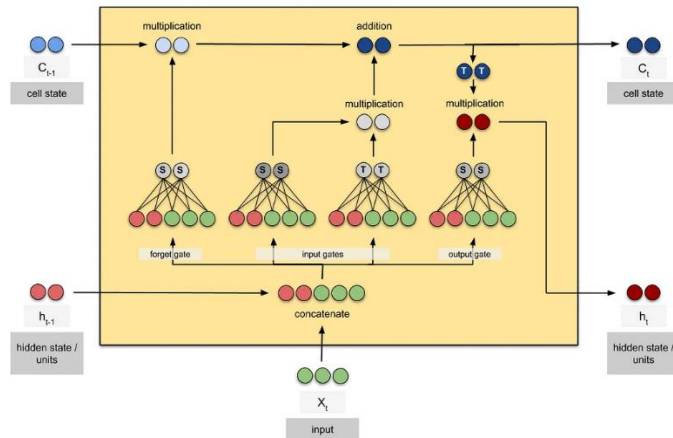 multiplication
addition
C t-1
cell state
T T
C t
cell state
multiplication
multiplication
S S
S S
T T
S S
forget gate
input gates
output gate
h t-1
hidden state /
units
concatenate
h t
hidden state /
units
X t
input